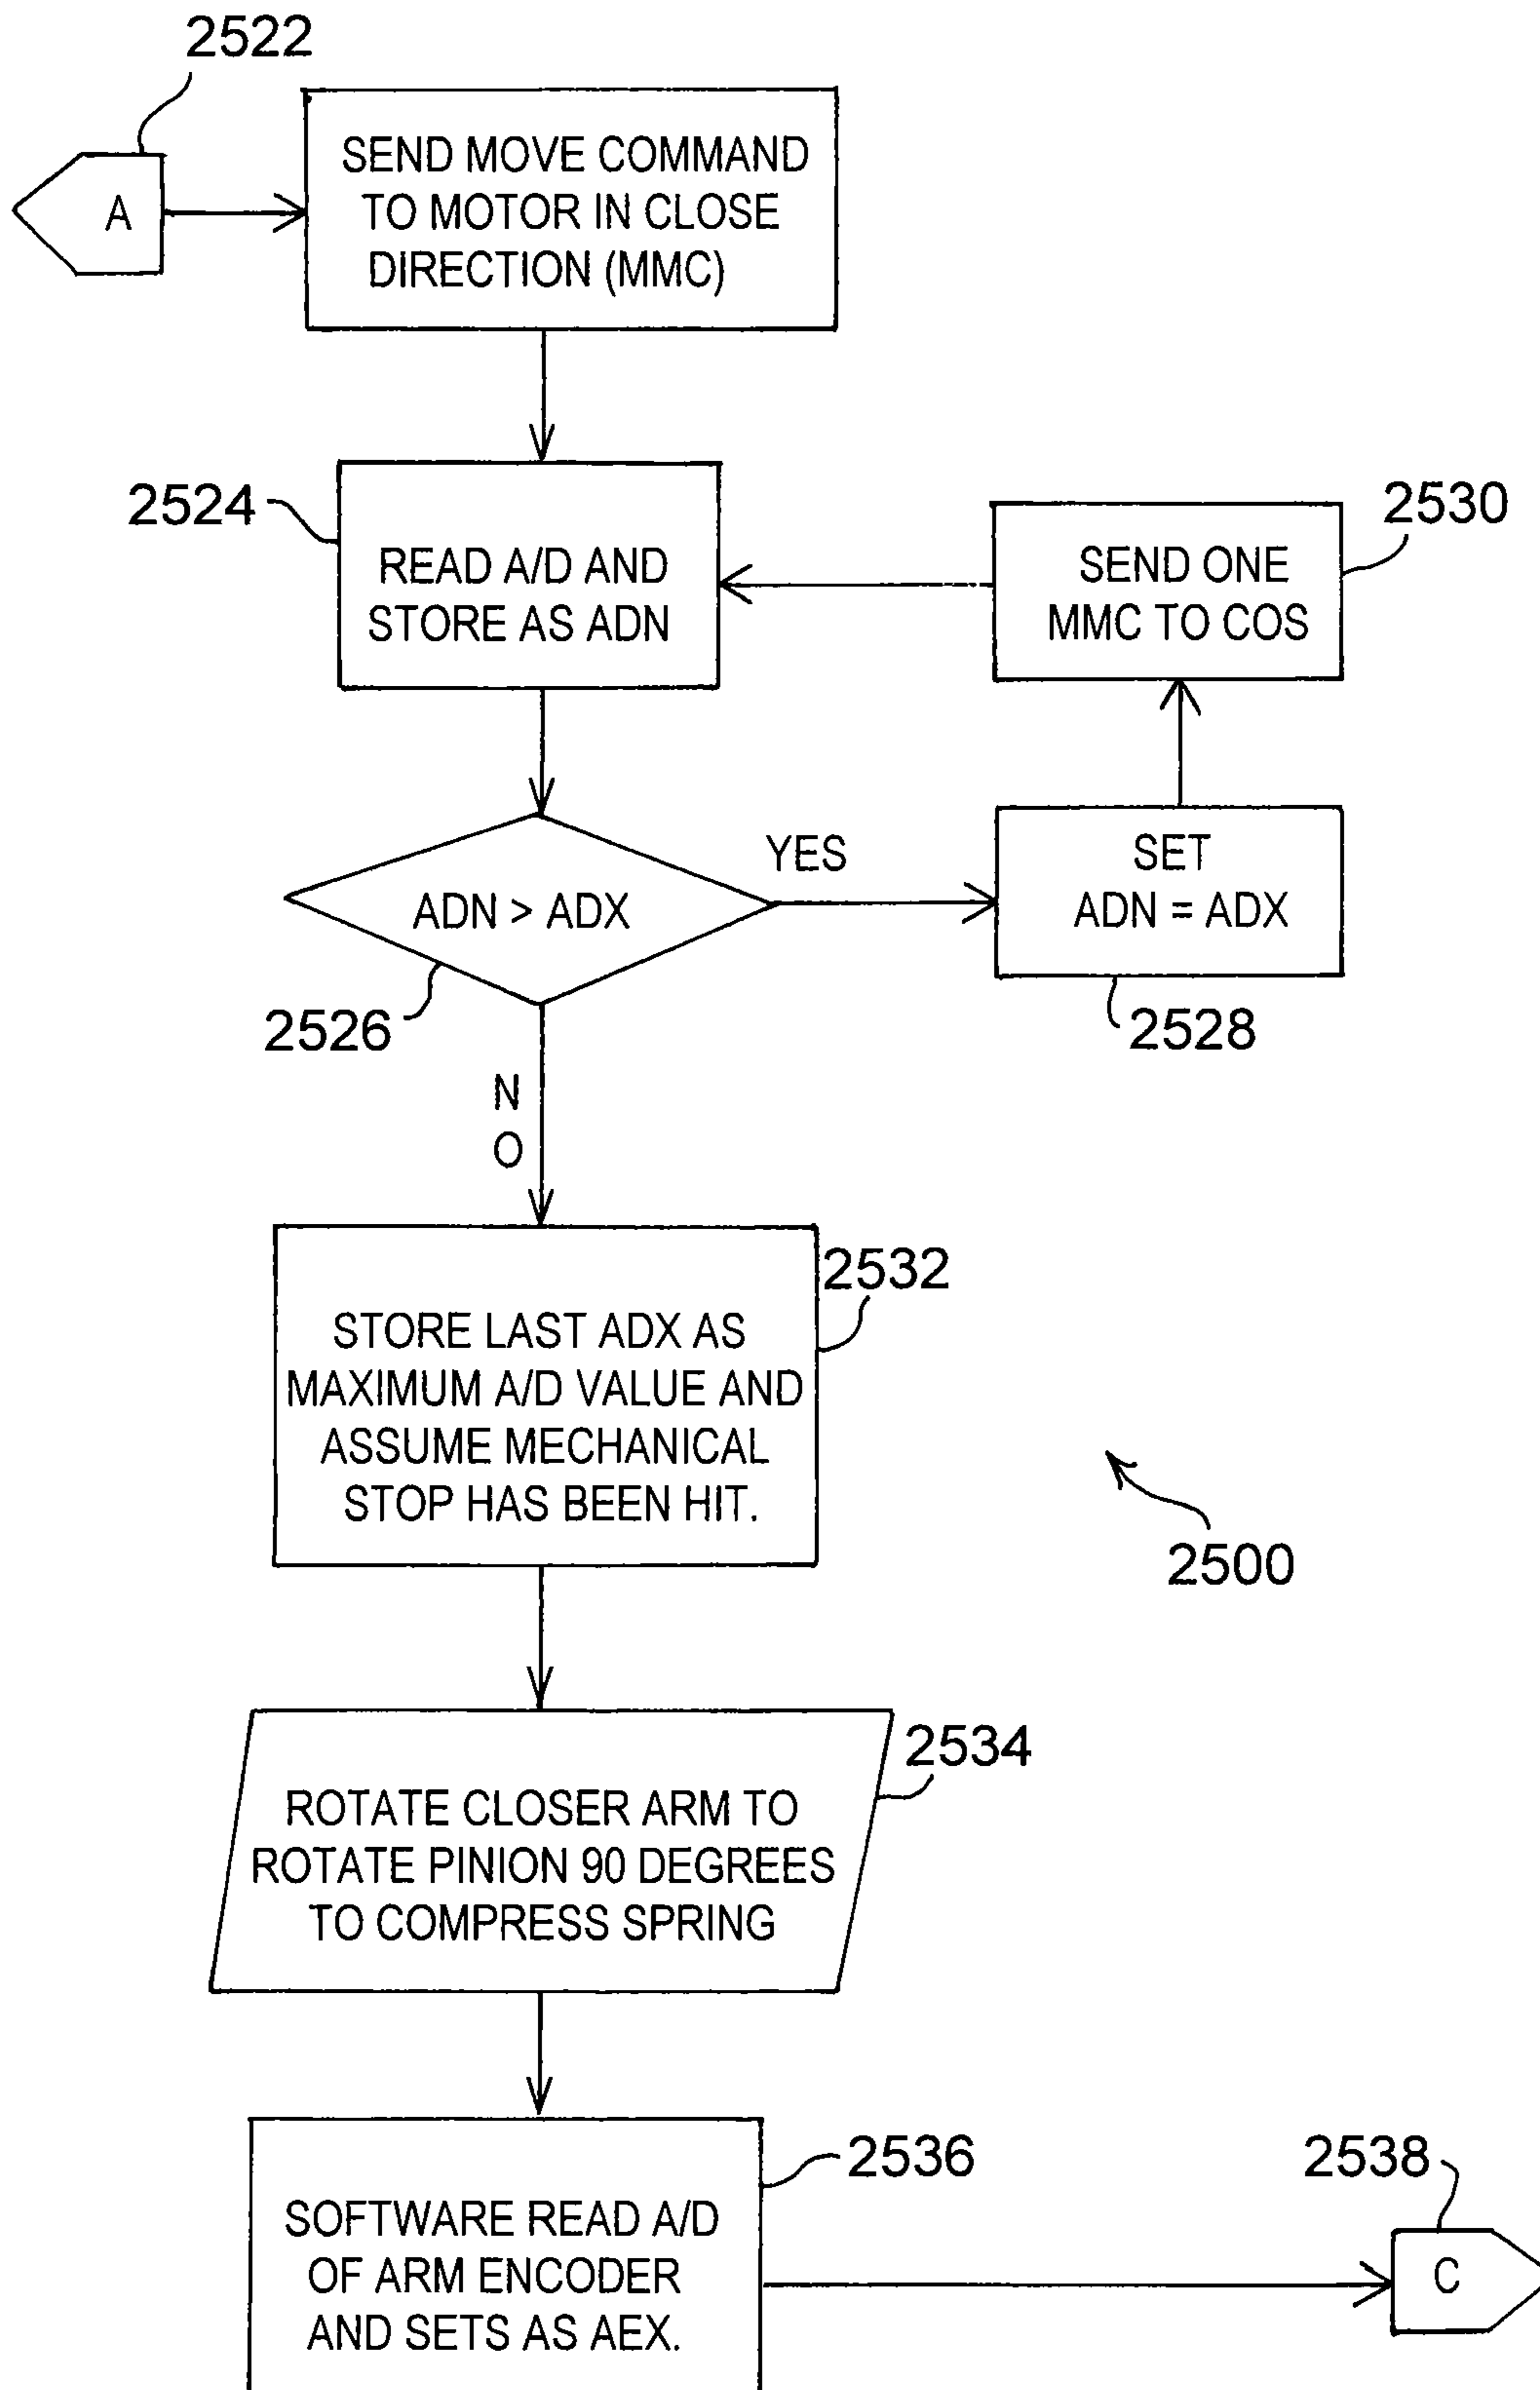 2522
A
SEND MOVE COMMAND
TO MOTOR IN CLOSE
DIRECTION (MMC)
2524
READ A/D AND
STORE AS ADN
2530
SEND ONE
MMC TO COS
ADN > ADX
YES
2526
SET
ADN = ADX
2528
N
O
2532
STORE LAST ADX AS
MAXIMUM A/D VALUE AND
ASSUME MECHANICAL
STOP HAS BEEN HIT.
2500
2534
ROTATE CLOSER ARM TO
ROTATE PINION 90 DEGREES
TO COMPRESS SPRING
2536
SOFTWARE READ A/D
OF ARM ENCODER
AND SETS AS AEX.
2538
C